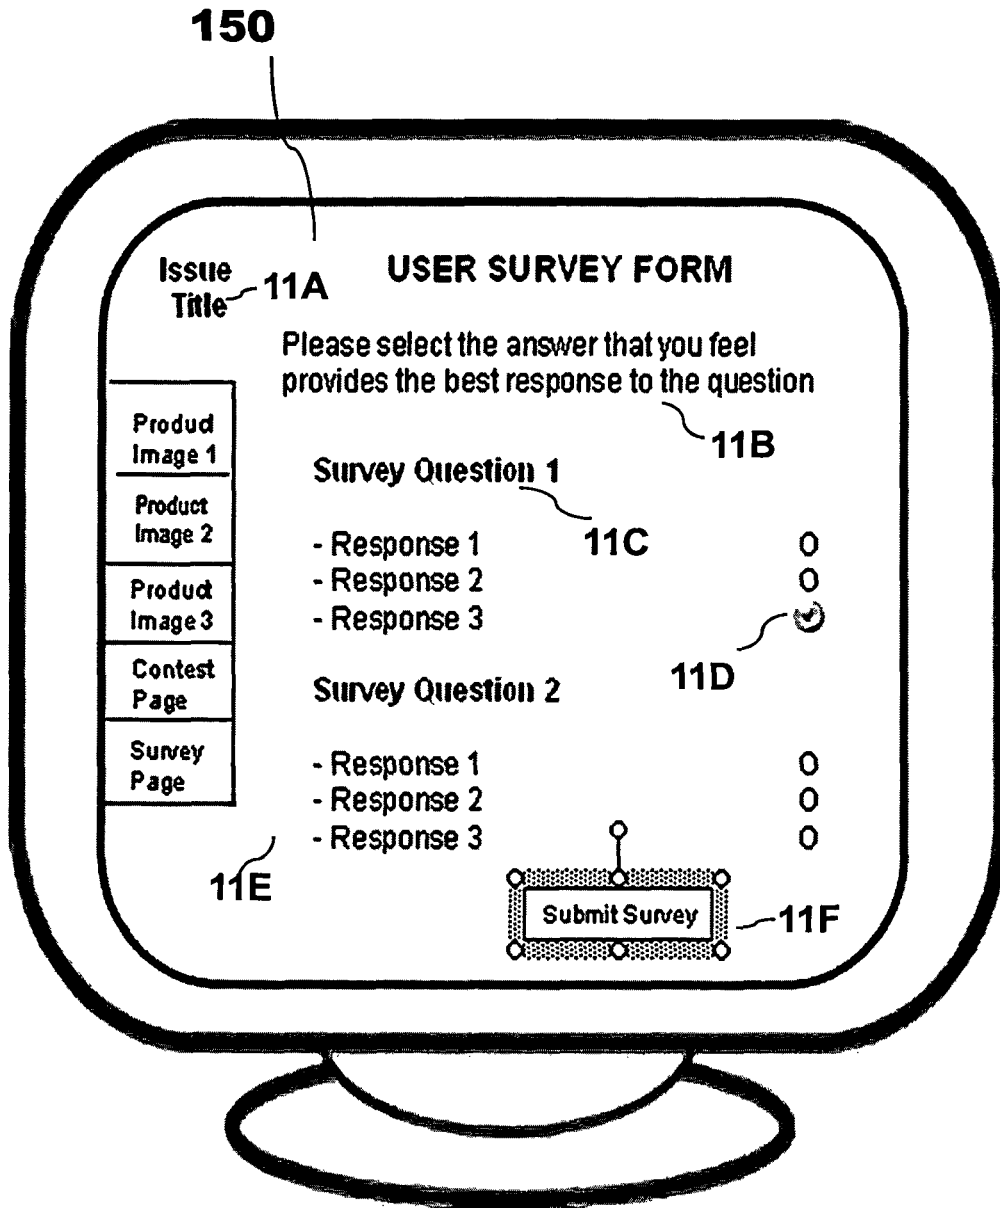 150
Issue
Title
11A
USER SURVEY FORM
Please select the answer that you feel
provides the best response to the question
11B
Product
Image 1
Product
Image 2
Product
Image 3
Contest
Page
Survey
Page
Survey Question 1
11C
- Response 1 O
- Response 2 O
- Response 3
11D
Survey Question 2
- Response 1 O
- Response 2 O
- Response 3 O
11E
Submit Survey
11F